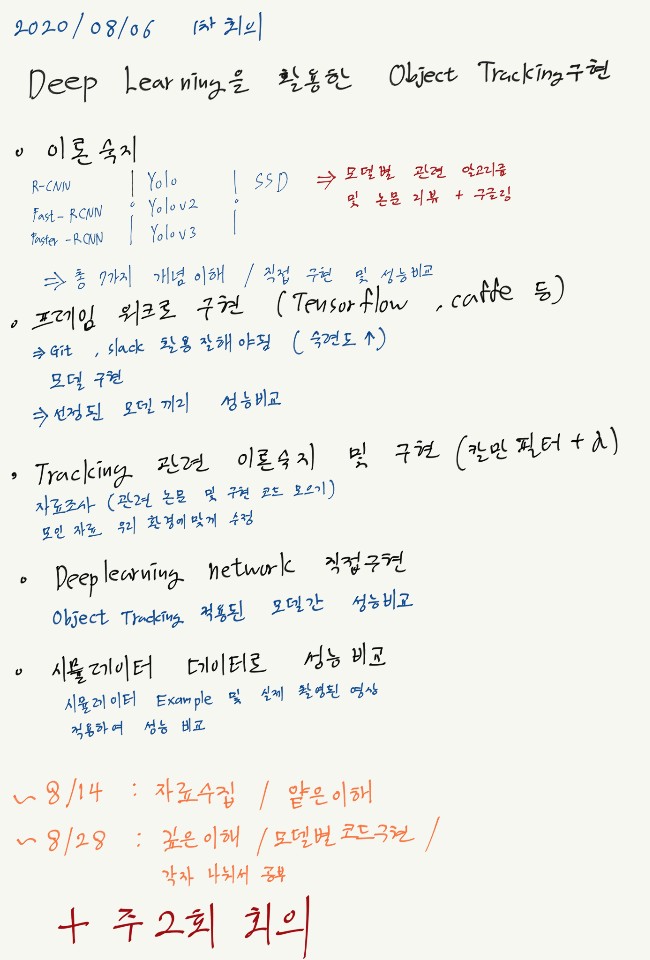 2020/08/06 1차 회의
Deep Learning을 활용한 Object Tracking구현
이론 숙지
R-CNN | Yolo | SSD ⇒ 모델별 관련 알고리즘
Fast-RCNN Yolov2 및 논문 리뷰 + 구글링
Faster-RCNN | Yolov3 |
⇒ 총 7가지 개념 이해 / 직접 구현 및 성능비교
프레임 워크로 구현 (Tensorflow, caffe 등)
⇒ Git, slack 활용 잘해야됨 (숙련도 ↑)
모델 구현
⇒ 선정된 모델 끼리 성능비교
Tracking 관련 이론숙지 및 구현 (칼만 필터 + α)
자료조사 (관련 논문 및 구현 코드 모으기)
모인 자료 우리 환경에맞게 수정
Deeplearning network 직접구현
Object Tracking 적용된 모델간 성능비교
시뮬레이터 데이터로 성능 비교
시뮬레이터 Example 및 실제 촬영된 영상
적용하여 성능 비교
~ 8/14 : 자료수집 / 얕은이해
~ 8/28 : 깊은이해 / 모델별 코드구현 /
각자 나눠서 공부
+ 주2회 회의